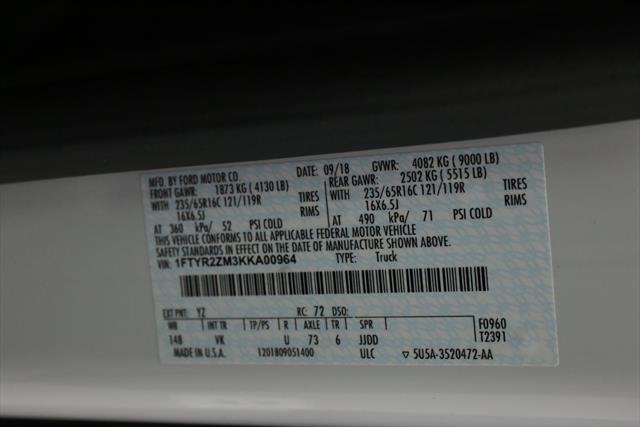 MFD. BY FORD MOTOR CO. DATE: 09/18 GVWR: 4082 KG ( 9000 LB)
FRONT GAWR: 1873 KG ( 4130 LB) REAR GAWR: 2502 KG ( 5515 LB)
WITH 235/65R16C 121/119R TIRES WITH 235/65R16C 121/119R TIRES
16X6.5J RIMS 16X6.5J RIMS
AT 360 kPa/ 52 PSI COLD AT 490 kPa/ 71 PSI COLD
THIS VEHICLE CONFORMS TO ALL APPLICABLE FEDERAL MOTOR VEHICLE
SAFETY STANDARDS IN EFFECT ON THE DATE OF MANUFACTURE SHOWN ABOVE.
VIN: 1FTYR2ZM3KKA00964 TYPE: Truck
EXT PNT: YZ RC: 72 DSO:
WB INT TR TP/PS R AXLE TR SPR F0960
148 VK U 73 6 JJDD T2391
MADE IN U.S.A. 1201809051400 ULC 5U5A-3520472-AA